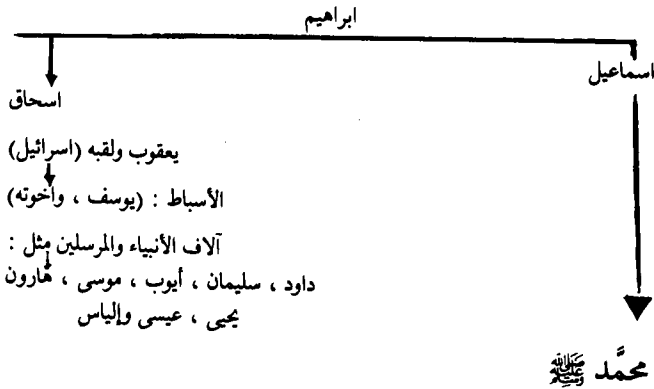 ابراهيم
اسماعيل
اسحاق
يعقوب ولقبه (اسرائيل)
الأسباط : (يوسف ، وأخوته)
آلاف الأنبياء والمرسلين مثل :
داود ، سليمان ، أيوب ، موسى ، هارون
يحيى ، عيسى وإلياس
محمَّد ﷺ